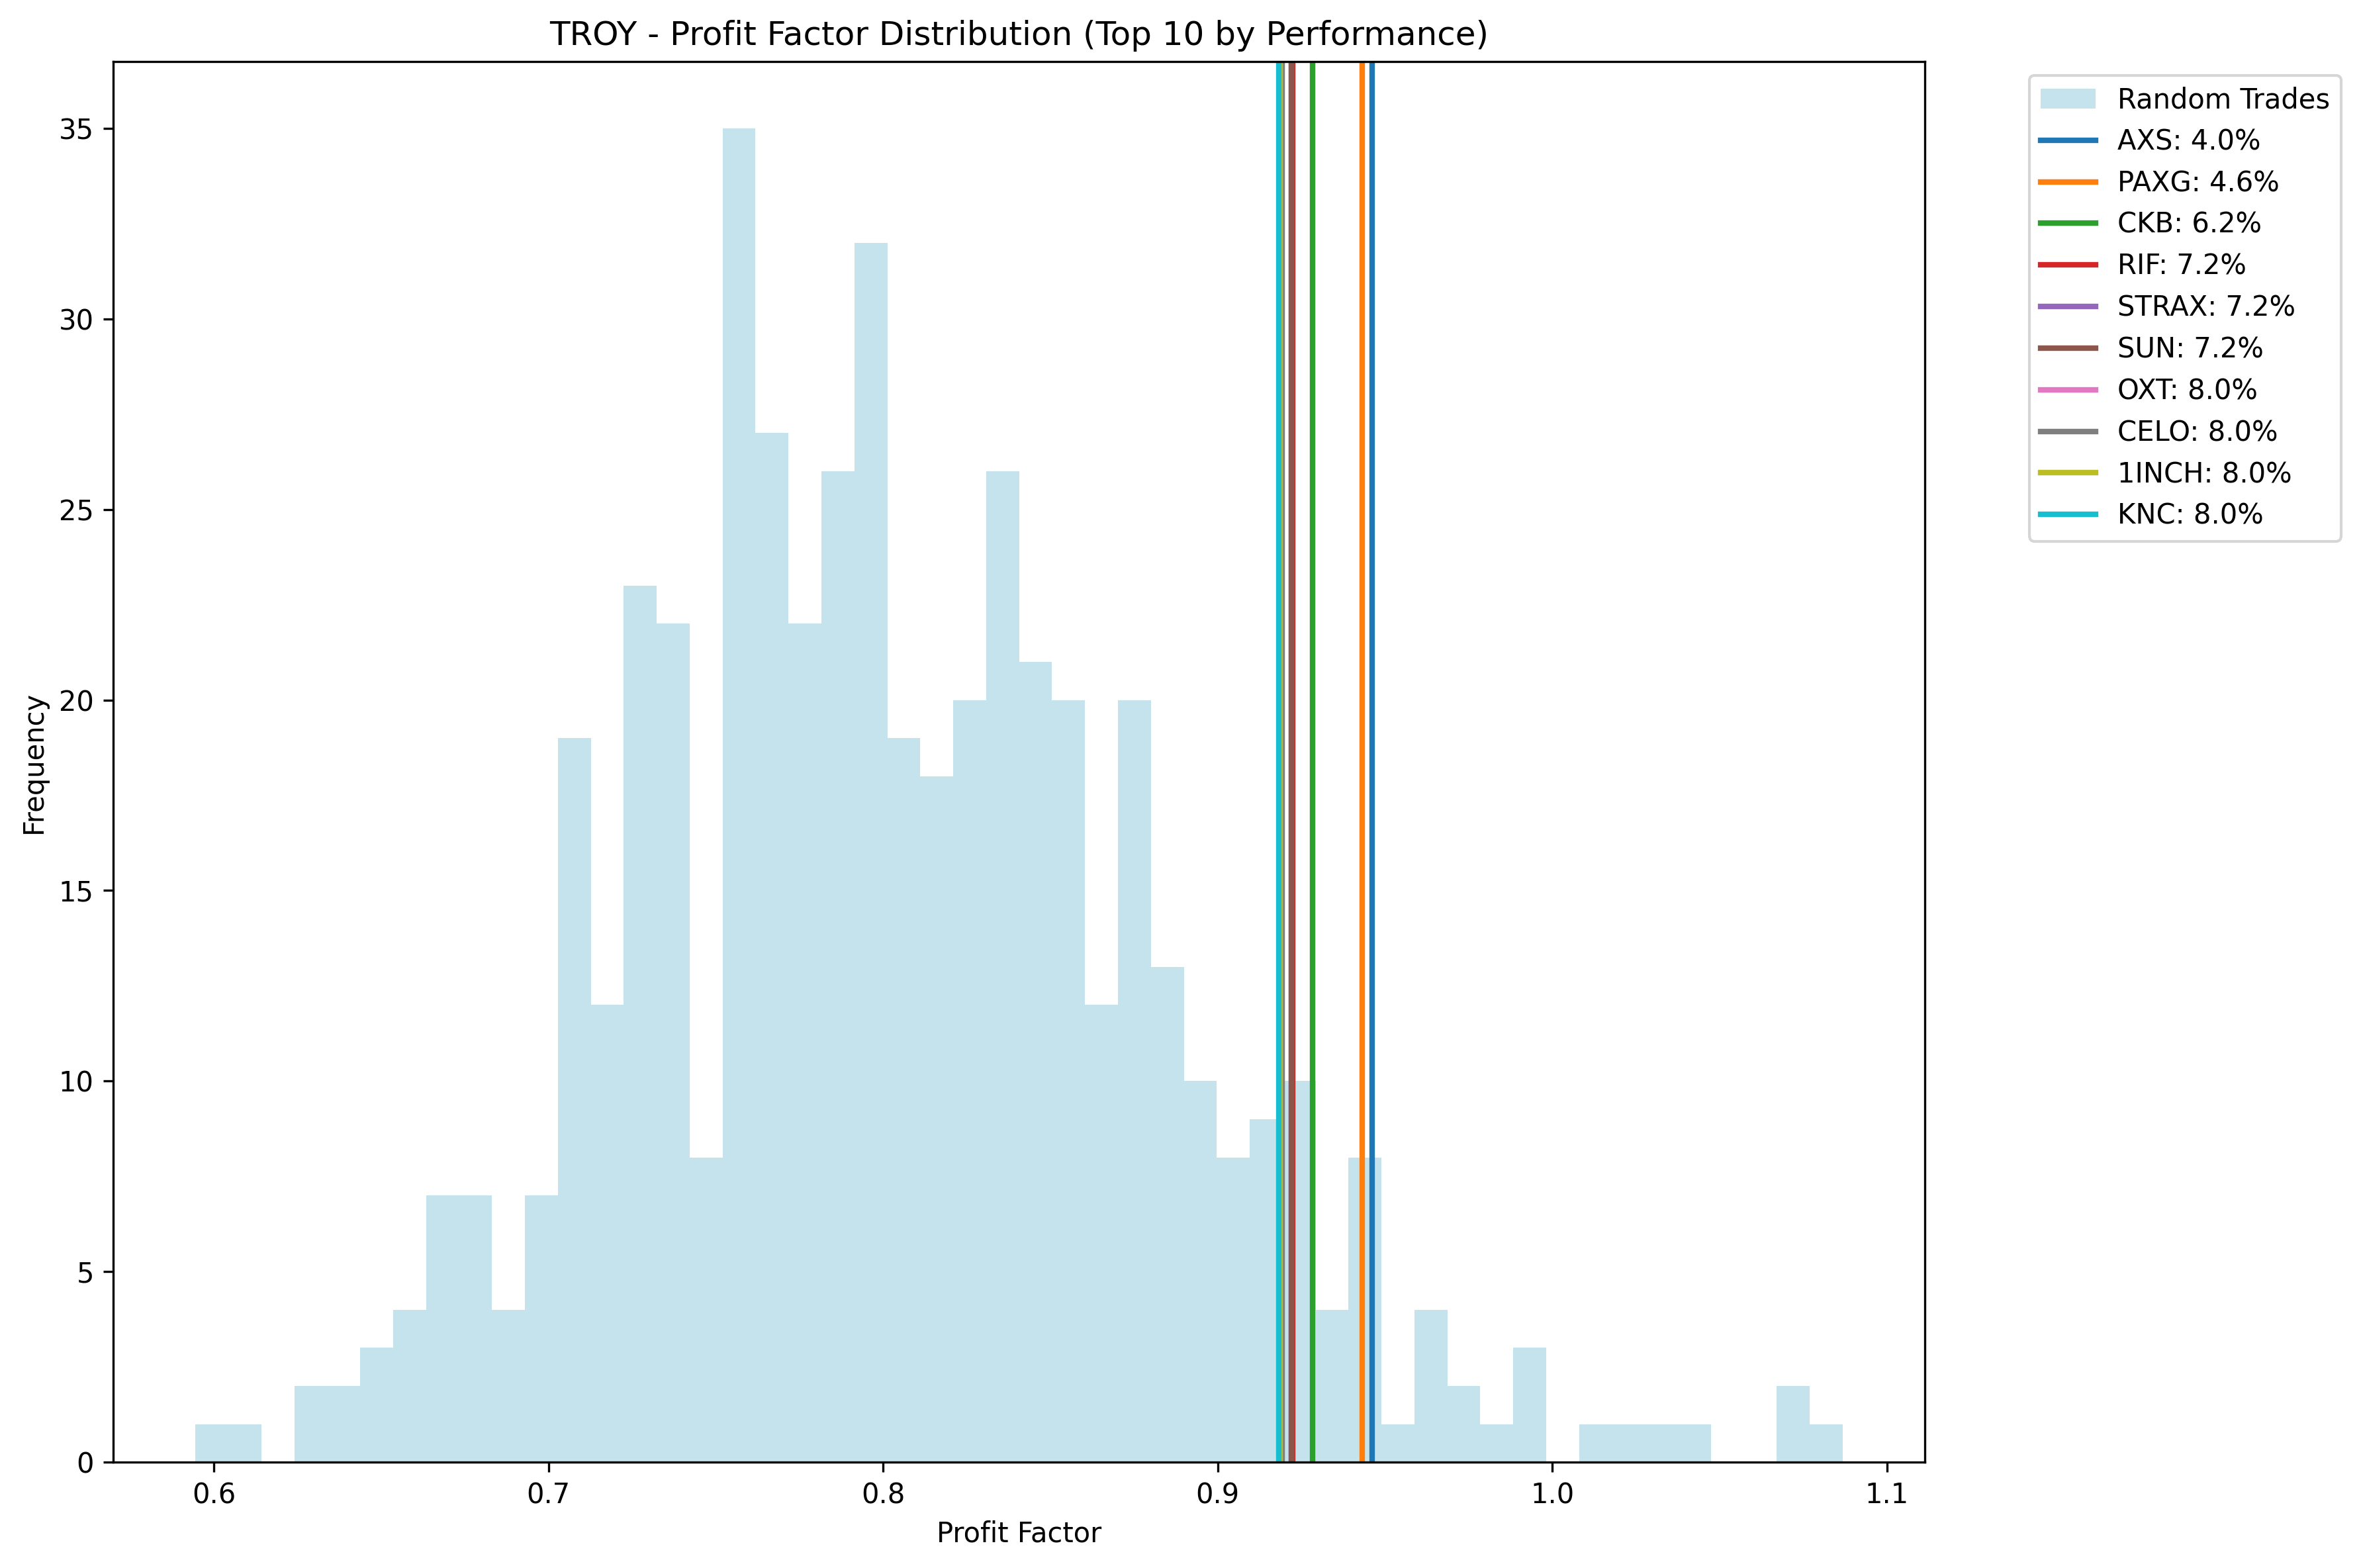 TROY - Profit Factor Distribution (Top 10 by Performance)
Frequency
35
30
25
20
15
10
5
0
0.6 0.7 0.8 0.9 1.0 1.1
Profit Factor
Random Trades
AXS: 4.0%
PAXG: 4.6%
CKB: 6.2%
RIF: 7.2%
STRAX: 7.2%
SUN: 7.2%
OXT: 8.0%
CELO: 8.0%
1INCH: 8.0%
KNC: 8.0%